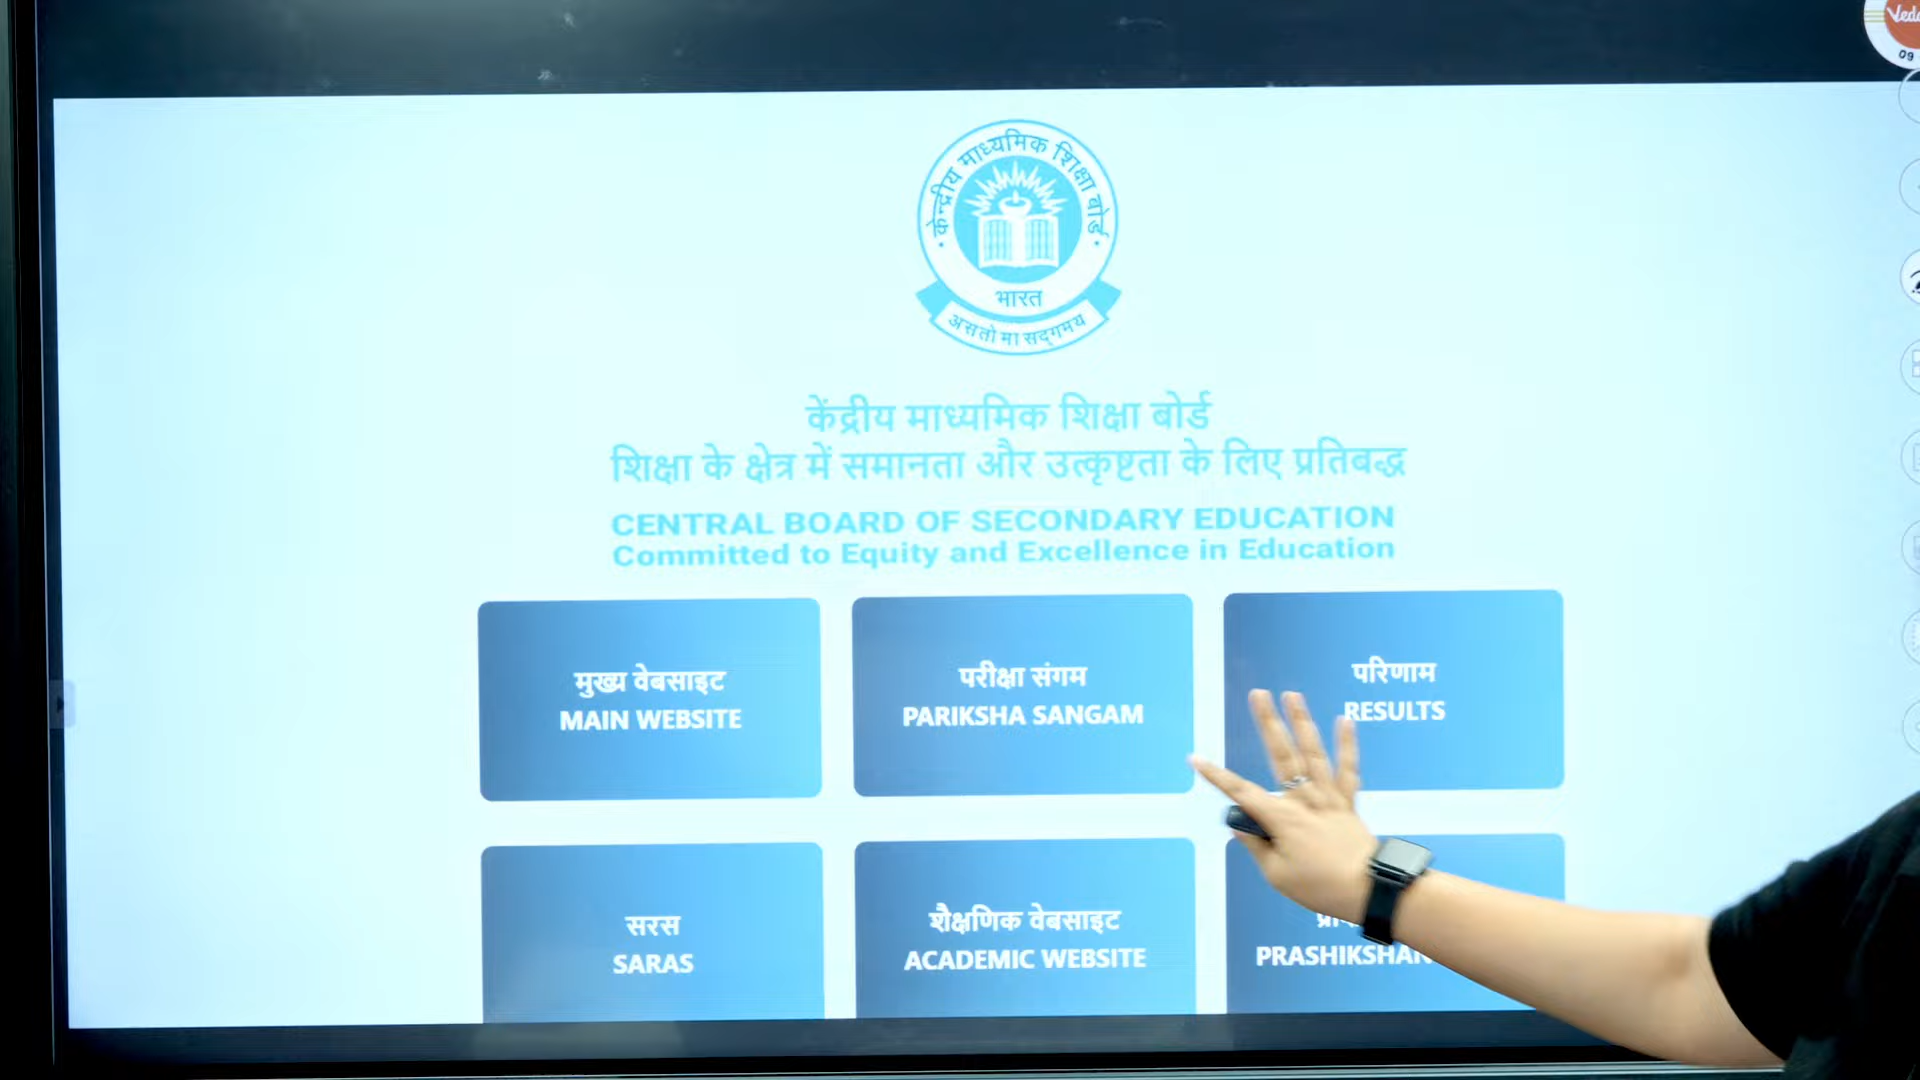 केन्द्रीय माध्यमिक शिक्षा बोर्ड
भारत
असतो मा सद्गमय
केंद्रीय माध्यमिक शिक्षा बोर्ड
शिक्षा के क्षेत्र में समानता और उत्कृष्टता के लिए प्रतिबद्ध
CENTRAL BOARD OF SECONDARY EDUCATION
Committed to Equity and Excellence in Education
मुख्य वेबसाइट
MAIN WEBSITE
परीक्षा संगम
PARIKSHA SANGAM
परिणाम
RESULTS
सरस
SARAS
शैक्षणिक वेबसाइट
ACADEMIC WEBSITE
PRASHIKSHAN
09